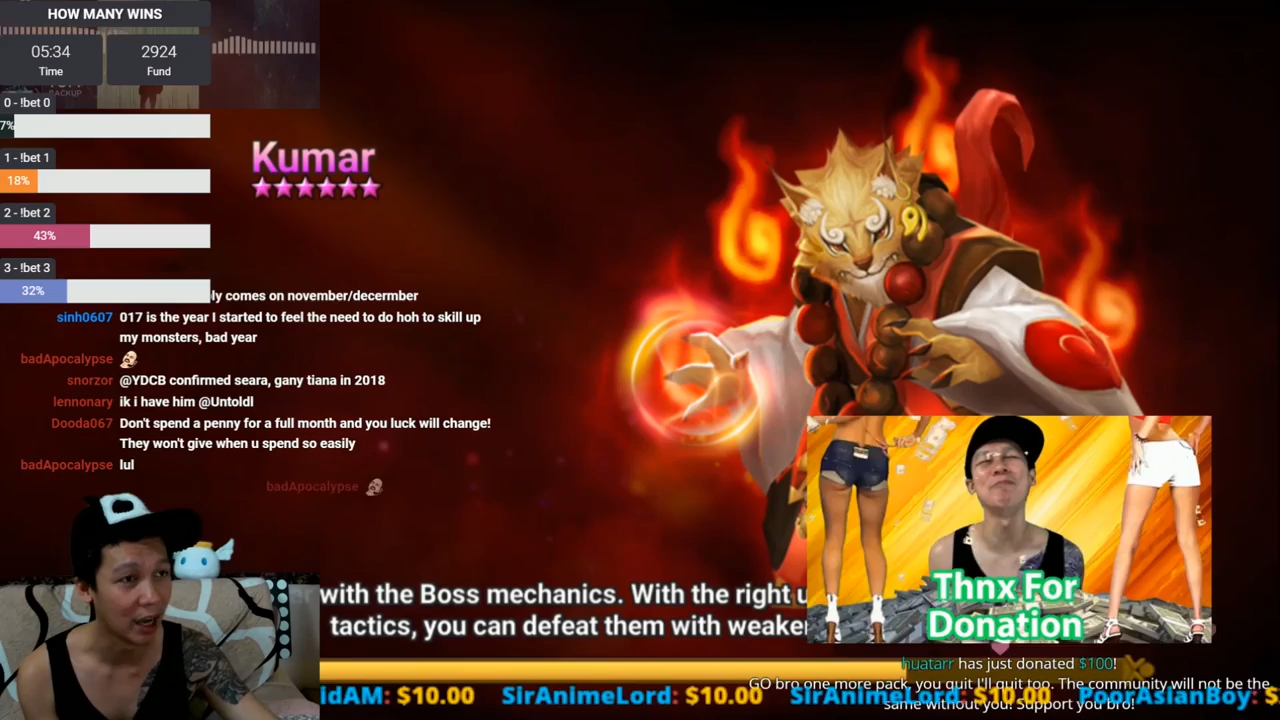 HOW MANY WINS
05:34
Time
2924
Fund
BACKUP
0 - !bet 0
7%
1 - !bet 1
18%
2 - !bet 2
43%
3 - !bet 3
32%
Kumar
ly comes on november/decermber
sinh0607 017 is the year I started to feel the need to do hoh to skill up
my monsters, bad year
badApocalypse
snorzor @YDCB confirmed seara, gany tiana in 2018
lennonary ik i have him @Untoldl
Dooda067 Don't spend a penny for a full month and you luck will change!
They won't give when u spend so easily
badApocalypse lul
badApocalypse
with the Boss mechanics. With the right u
tactics, you can defeat them with weake
Thnx For
Donation
huatarr has just donated $100!
GO bro one more pack, you quit I'll quit too. The community will not be the
same without you! Support you bro!
idAM: $10.00 SirAnimeLord: $10.00 SirAnimeLord: $10.00 PoorAsianBoy: $